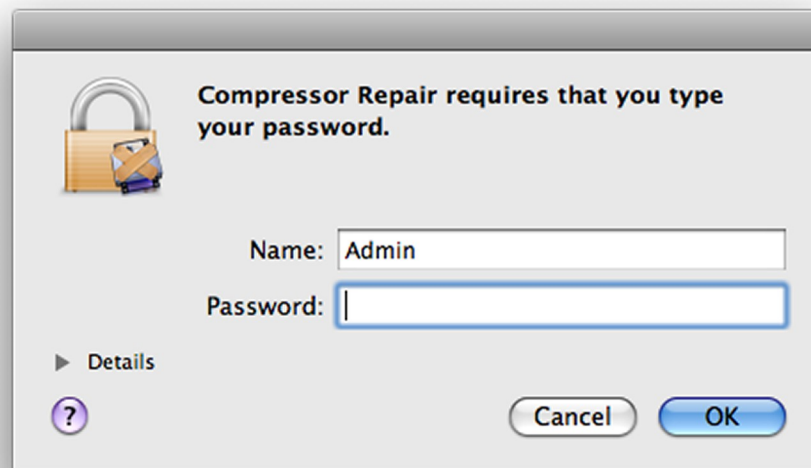 Compressor Repair requires that you type
your password.
Name: Admin
Password:
Details
?
Cancel OK